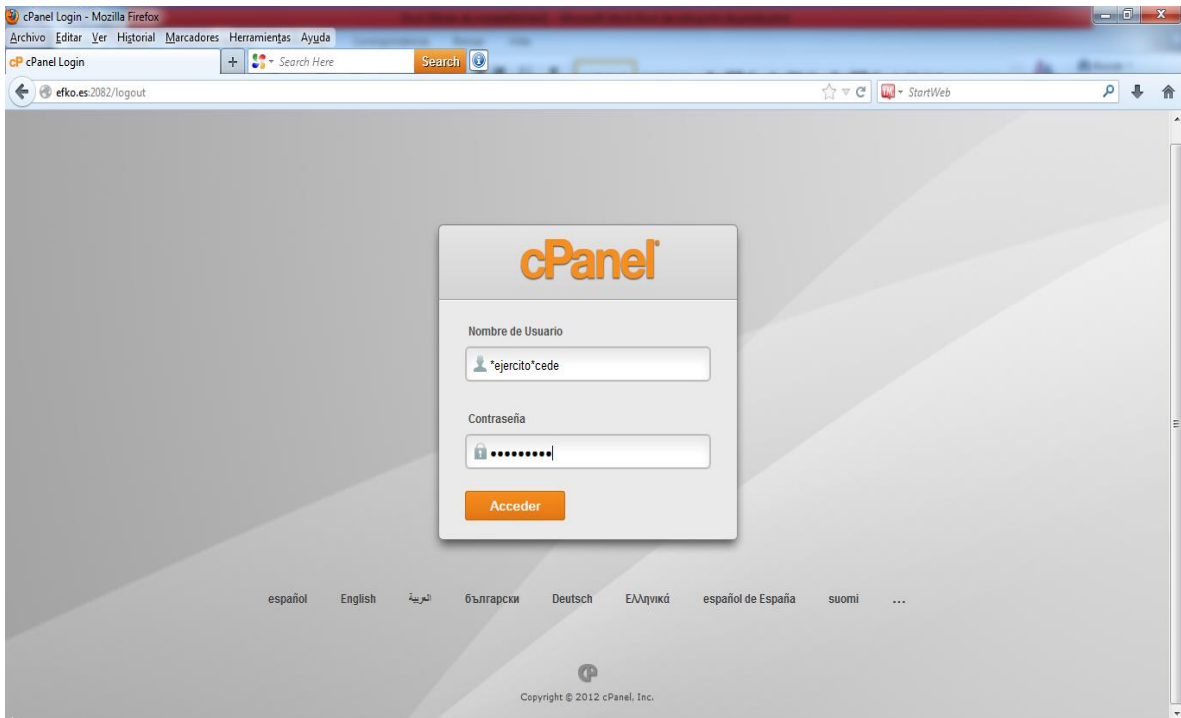 cPanel Login - Mozilla Firefox
Archivo Editar Ver Historial Marcadores Herramientas Ayuda
cP cPanel Login + Search Here Search
efko.es:2082/logout StartWeb
cPanel
Nombre de Usuario
*ejercito*cede
Contraseña
•••••••••
Acceder
español English العربية български Deutsch Ελληνικά español de España suomi ...
cP
Copyright © 2012 cPanel, Inc.